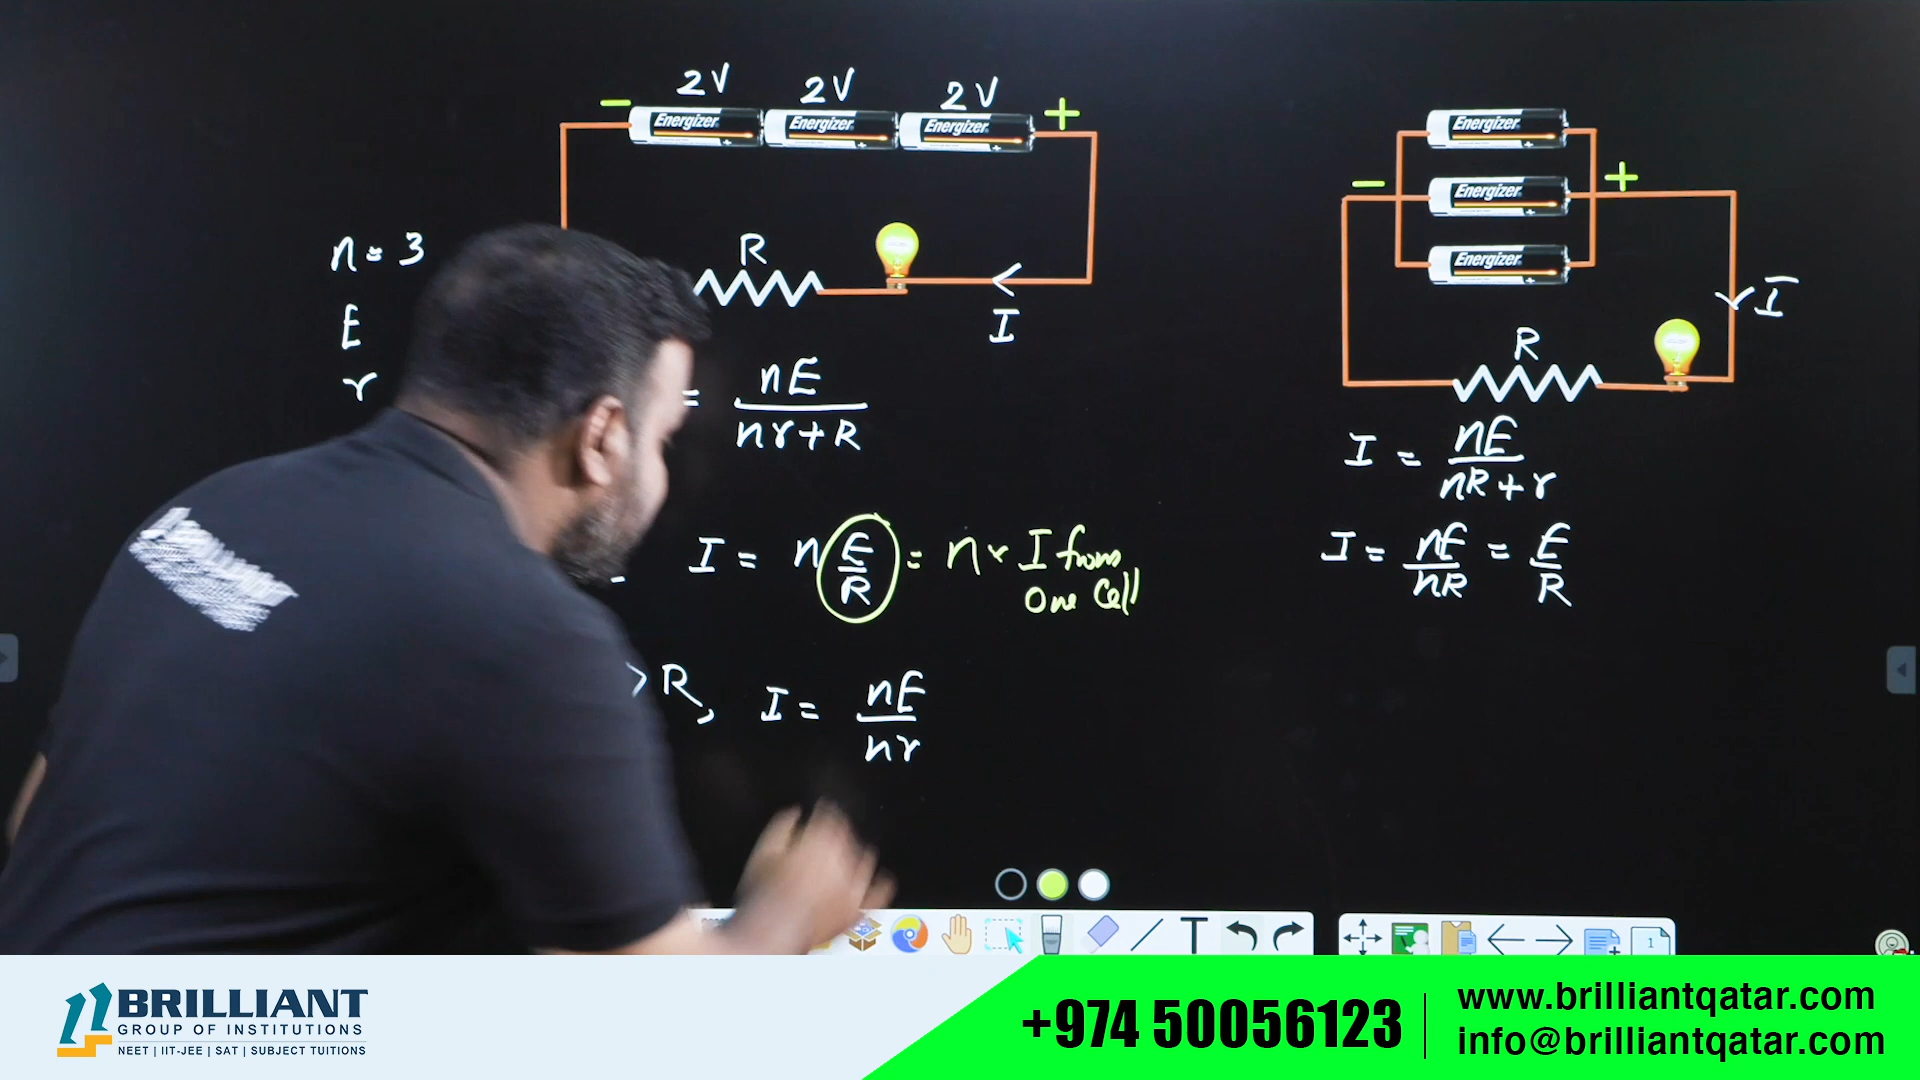 2V 2V 2V
− +
Energizer Energizer Energizer
n = 3
E
r
R
I
= nE / nr + R
I = n E/R = n × I from
One Cell
> R, I = nE / nr
Energizer
− +
Energizer
Energizer
I
R
I = nE / nR + r
I = nE / nR = E / R
T
1
BRILLIANT
GROUP OF INSTITUTIONS
NEET | IIT-JEE | SAT | SUBJECT TUITIONS
+974 50056123
www.brilliantqatar.com
info@brilliantqatar.com